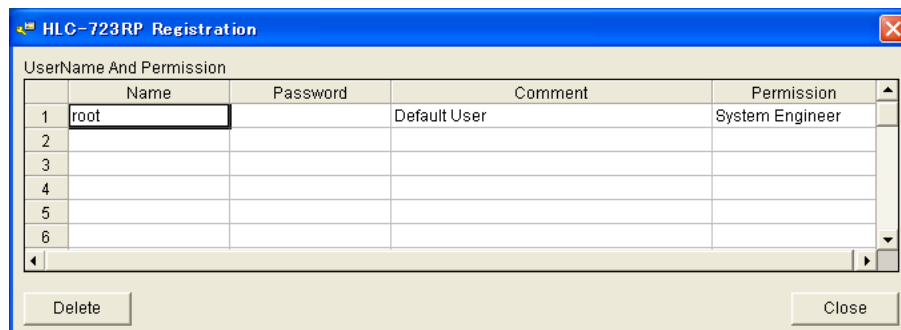 HLC-723RP Registration
UserName And Permission
Name Password Comment Permission
1 root Default User System Engineer
2
3
4
5
6
Delete Close